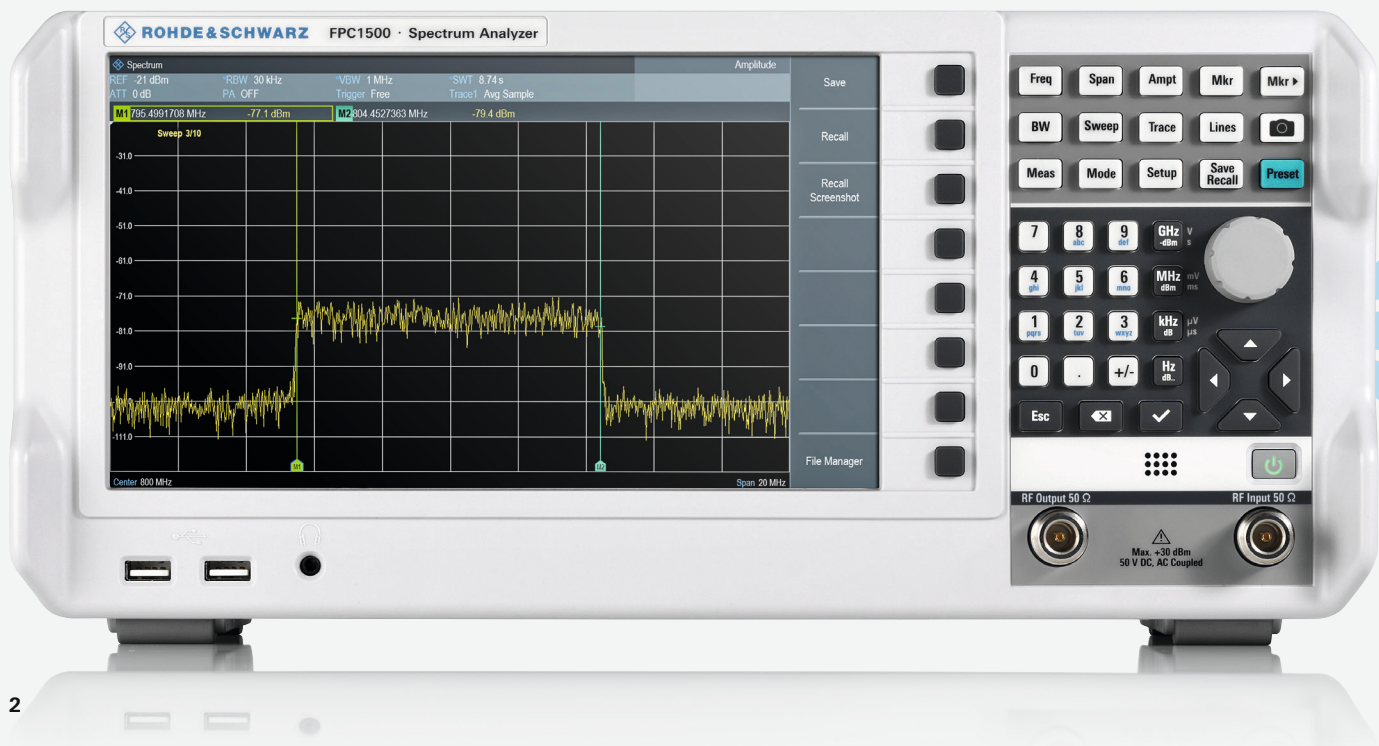 ROHDE&SCHWARZ FPC1500 · Spectrum Analyzer
Spectrum Amplitude
REF -21 dBm °RBW 30 kHz °VBW 1 MHz °SWT 8.74 s
ATT 0 dB PA OFF Trigger Free Trace1 Avg Sample
M1 795.4991708 MHz -77.1 dBm M2 804.4527363 MHz -79.4 dBm
Sweep 3/10
-31.0
-41.0
-51.0
-61.0
-71.0
-81.0
-91.0
-111.0
M1 M2
Center 800 MHz Span 20 MHz
Save
Recall
Recall
Screenshot
File Manager
Freq Span Ampt Mkr Mkr
BW Sweep Trace Lines
Meas Mode Setup Save Recall Preset
7 8 abc 9 def GHz -dBm V s
4 ghi 5 jkl 6 mno MHz dBm mV ms
1 pqrs 2 tuv 3 wxyz kHz dB µV µs
0 . +/- Hz dB..
Esc
RF Output 50 Ω RF Input 50 Ω
Max. +30 dBm
50 V DC, AC Coupled
2